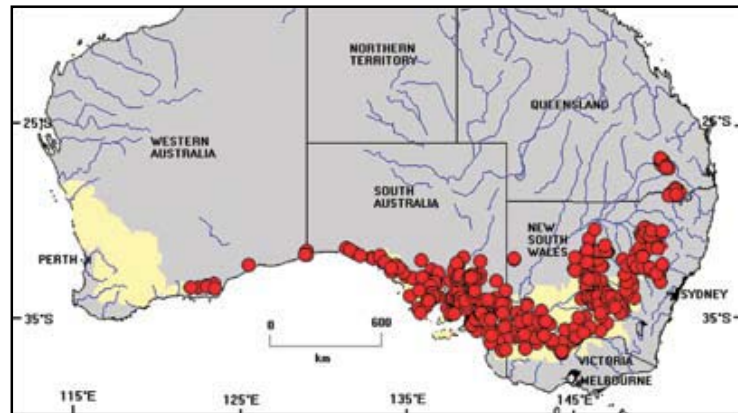 NORTHERN
TERRITORY
QUEENSLAND
25°S
25°S
WESTERN
AUSTRALIA
SOUTH
AUSTRALIA
NEW
SOUTH
WALES
PERTH
SYDNEY
35°S
35°S
0
600
km
VICTORIA
MELBOURNE
115°E
125°E
135°E
145°E